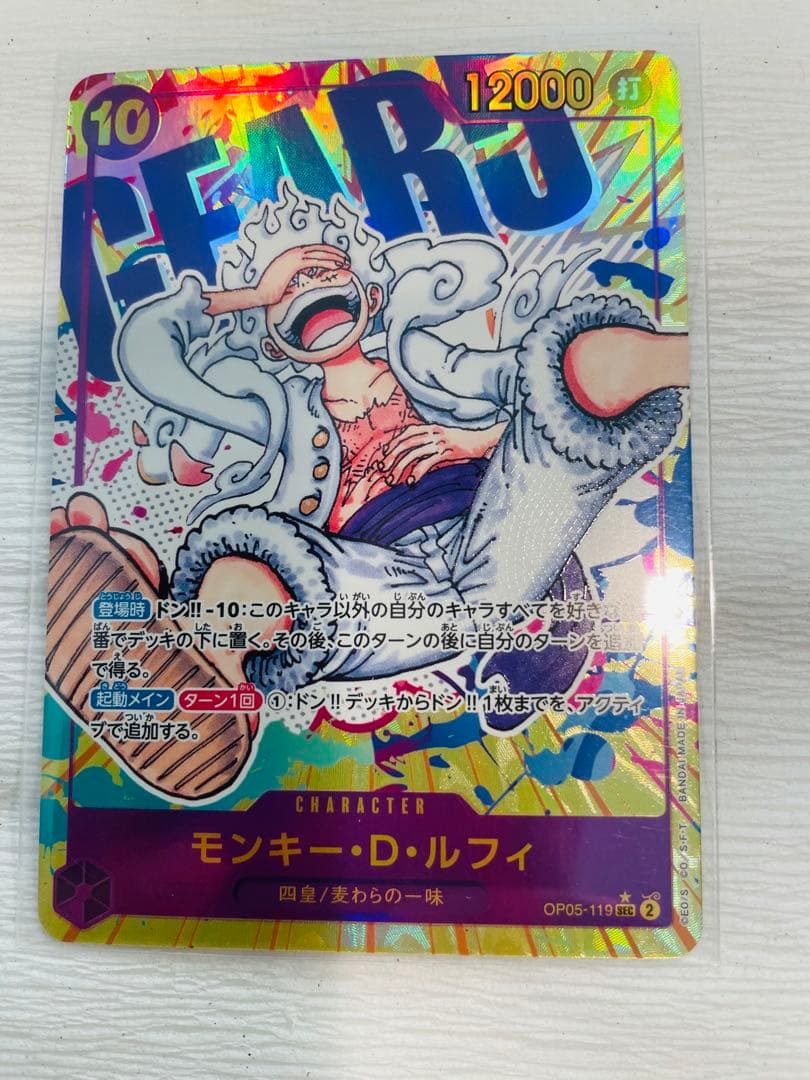 10
12000 打
GEAR5
登場時 ドン!!-10:このキャラ以外の自分のキャラすべてを好きな
番でデッキの下に置く。その後、このターンの後に自分のターンを追
で得る。
起動メイン ターン1回 ①:ドン!!デッキからドン!!1枚までを、アクティ
ブで追加する。
CHARACTER
モンキー・D・ルフィ
四皇/麦わらの一味
OP05-119 SEC 2
©E.O./S. ©O./S.F.T. BANDAI MADE IN JAPAN